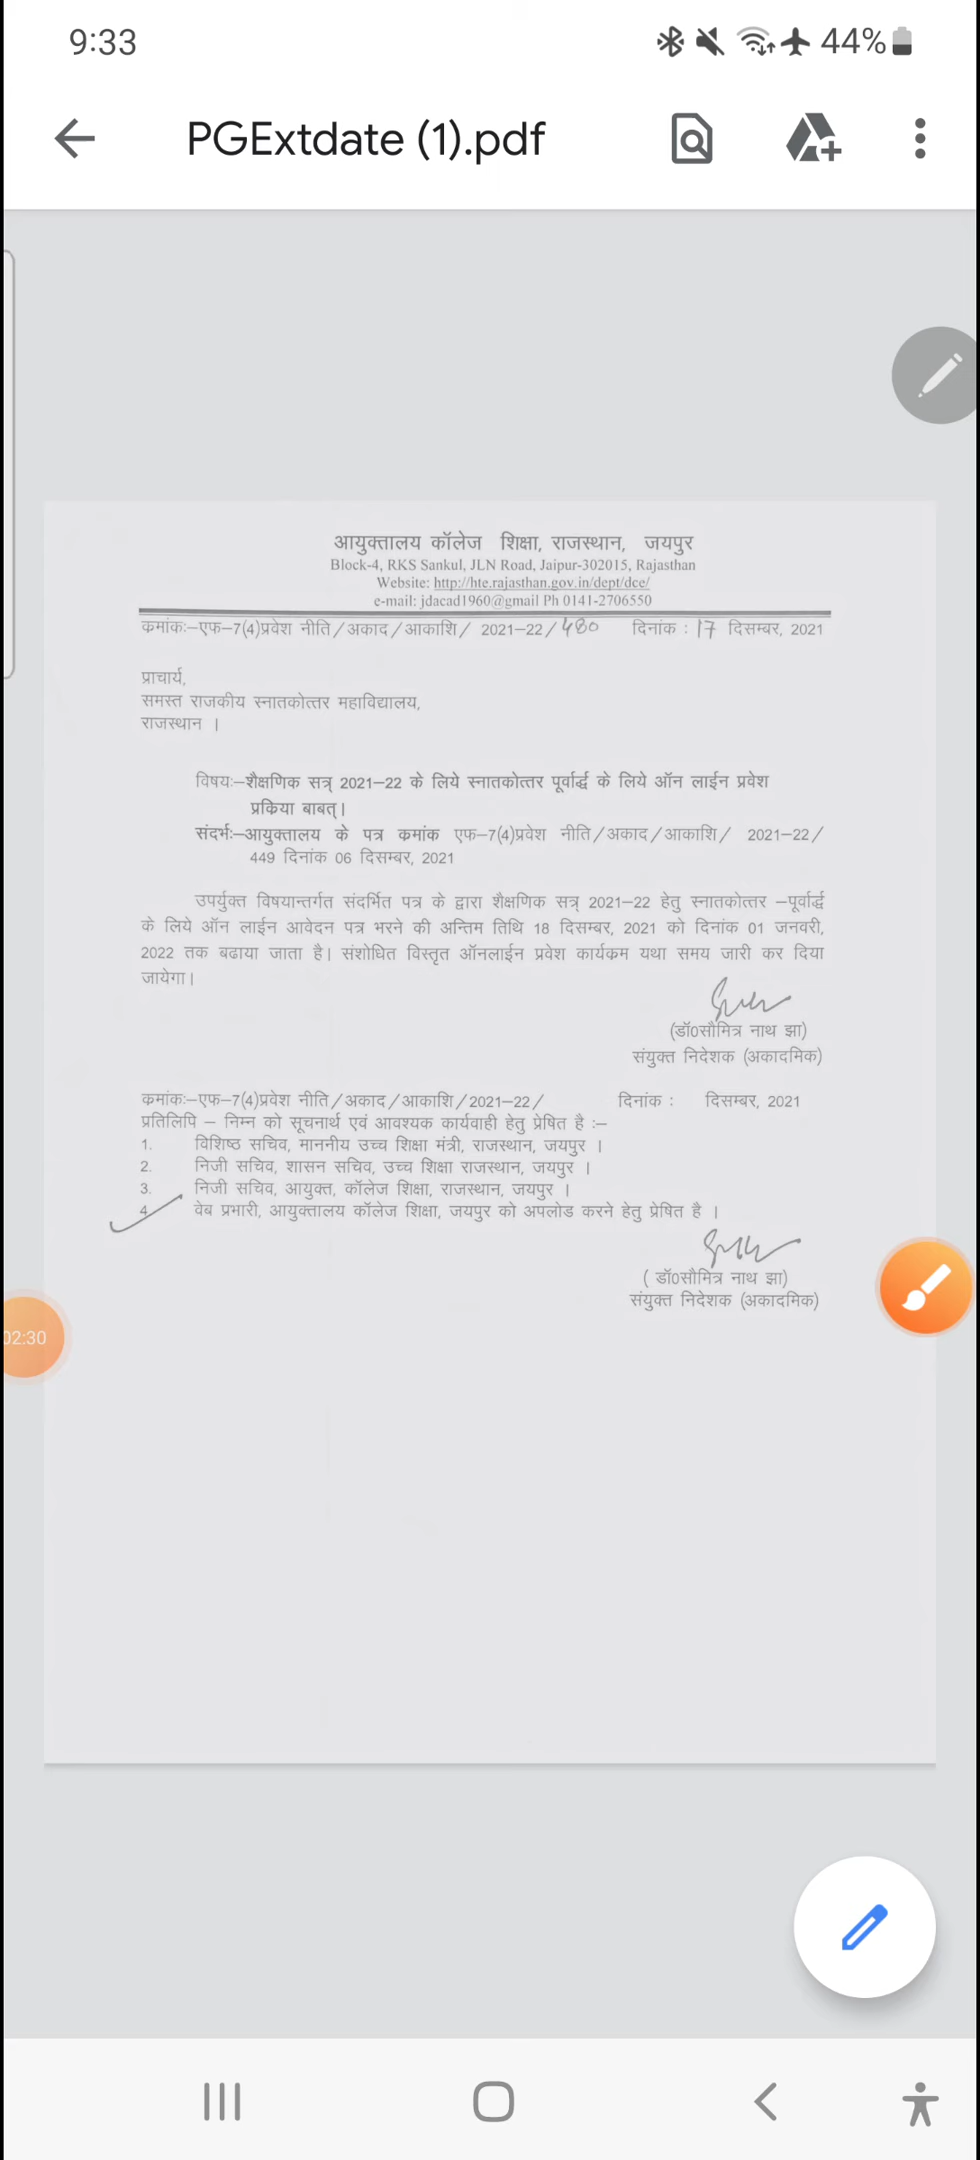 9:33
44%
PGExtdate (1).pdf
आयुक्तालय कॉलेज शिक्षा, राजस्थान, जयपुर
Block-4, RKS Sankul, JLN Road, Jaipur-302015, Rajasthan
Website: http://hte.rajasthan.gov.in/dept/dce/
e-mail: jdacad1960@gmail Ph 0141-2706550
कमांकः-एफ-7(4)प्रवेश नीति/अकाद/आकाशि/ 2021-22/480 दिनांक : 17 दिसम्बर, 2021
प्राचार्य,
समस्त राजकीय स्नातकोत्तर महाविद्यालय,
राजस्थान ।
विषयः-शैक्षणिक सत्र् 2021-22 के लिये स्नातकोत्तर पूर्वार्द्ध के लिये ऑन लाईन प्रवेश
प्रकिया बाबत्।
संदर्भः-आयुक्तालय के पत्र कमांक एफ-7(4)प्रवेश नीति/अकाद/आकाशि/ 2021-22/
449 दिनांक 06 दिसम्बर, 2021
उपर्युक्त विषयान्तर्गत संदर्भित पत्र के द्वारा शैक्षणिक सत्र् 2021-22 हेतु स्नातकोत्तर -पूर्वार्द्ध
के लिये ऑन लाईन आवेदन पत्र भरने की अन्तिम तिथि 18 दिसम्बर, 2021 को दिनांक 01 जनवरी,
2022 तक बढाया जाता है। संशोधित विस्तृत ऑनलाईन प्रवेश कार्यकम यथा समय जारी कर दिया
जायेगा।
(डॉ0सौमित्र नाथ झा)
संयुक्त निदेशक (अकादमिक)
कमांकः-एफ-7(4)प्रवेश नीति/अकाद/आकाशि/2021-22/ दिनांक : दिसम्बर, 2021
प्रतिलिपि - निम्न को सूचनार्थ एवं आवश्यक कार्यवाही हेतु प्रेषित है :-
1. विशिष्ठ सचिव, माननीय उच्च शिक्षा मंत्री, राजस्थान, जयपुर ।
2. निजी सचिव, शासन सचिव, उच्च शिक्षा राजस्थान, जयपुर ।
3. निजी सचिव, आयुक्त, कॉलेज शिक्षा, राजस्थान, जयपुर ।
4. वेब प्रभारी, आयुक्तालय कॉलेज शिक्षा, जयपुर को अपलोड करने हेतु प्रेषित है ।
( डॉ0सौमित्र नाथ झा)
संयुक्त निदेशक (अकादमिक)
02:30